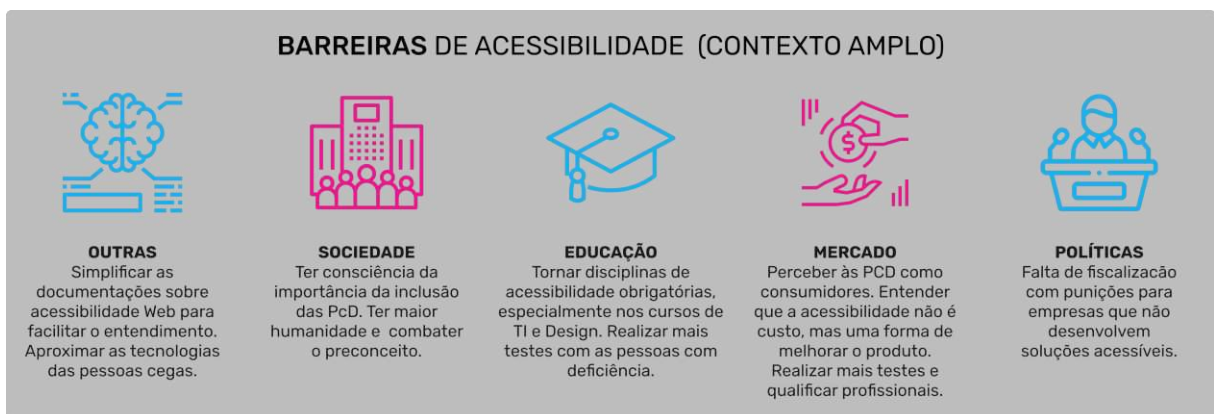 BARREIRAS DE ACESSIBILIDADE (CONTEXTO AMPLO)
OUTRAS
Simplificar as
documentações sobre
acessibilidade Web para
facilitar o entendimento.
Aproximar as tecnologias
das pessoas cegas.
SOCIEDADE
Ter consciência da
importância da inclusão
das PcD. Ter maior
humanidade e combater
o preconceito.
EDUCAÇÃO
Tornar disciplinas de
acessibilidade obrigatórias,
especialmente nos cursos de
TI e Design. Realizar mais
testes com as pessoas com
deficiência.
MERCADO
Perceber às PCD como
consumidores. Entender
que a acessibilidade não é
custo, mas uma forma de
melhorar o produto.
Realizar mais testes e
qualificar profissionais.
POLÍTICAS
Falta de fiscalizacão
com punições para
empresas que não
desenvolvem
soluções acessíveis.